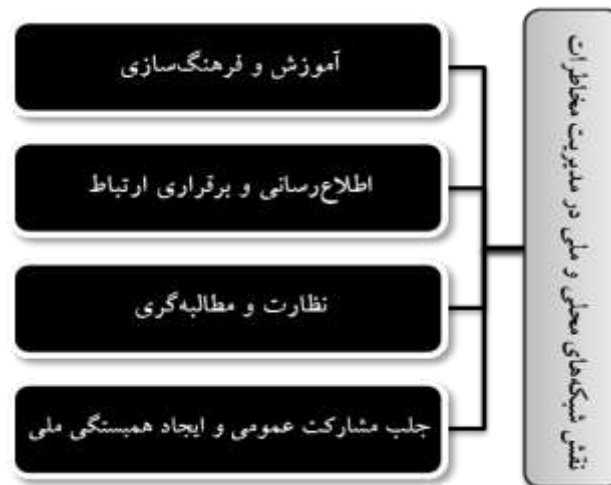 نقش شبکه‌های محلی و ملی در مدیریت مخاطرات
آموزش و فرهنگ‌سازی
اطلاع‌رسانی و برقراری ارتباط
نظارت و مطالبه‌گری
جلب مشارکت عمومی و ایجاد همبستگی ملی